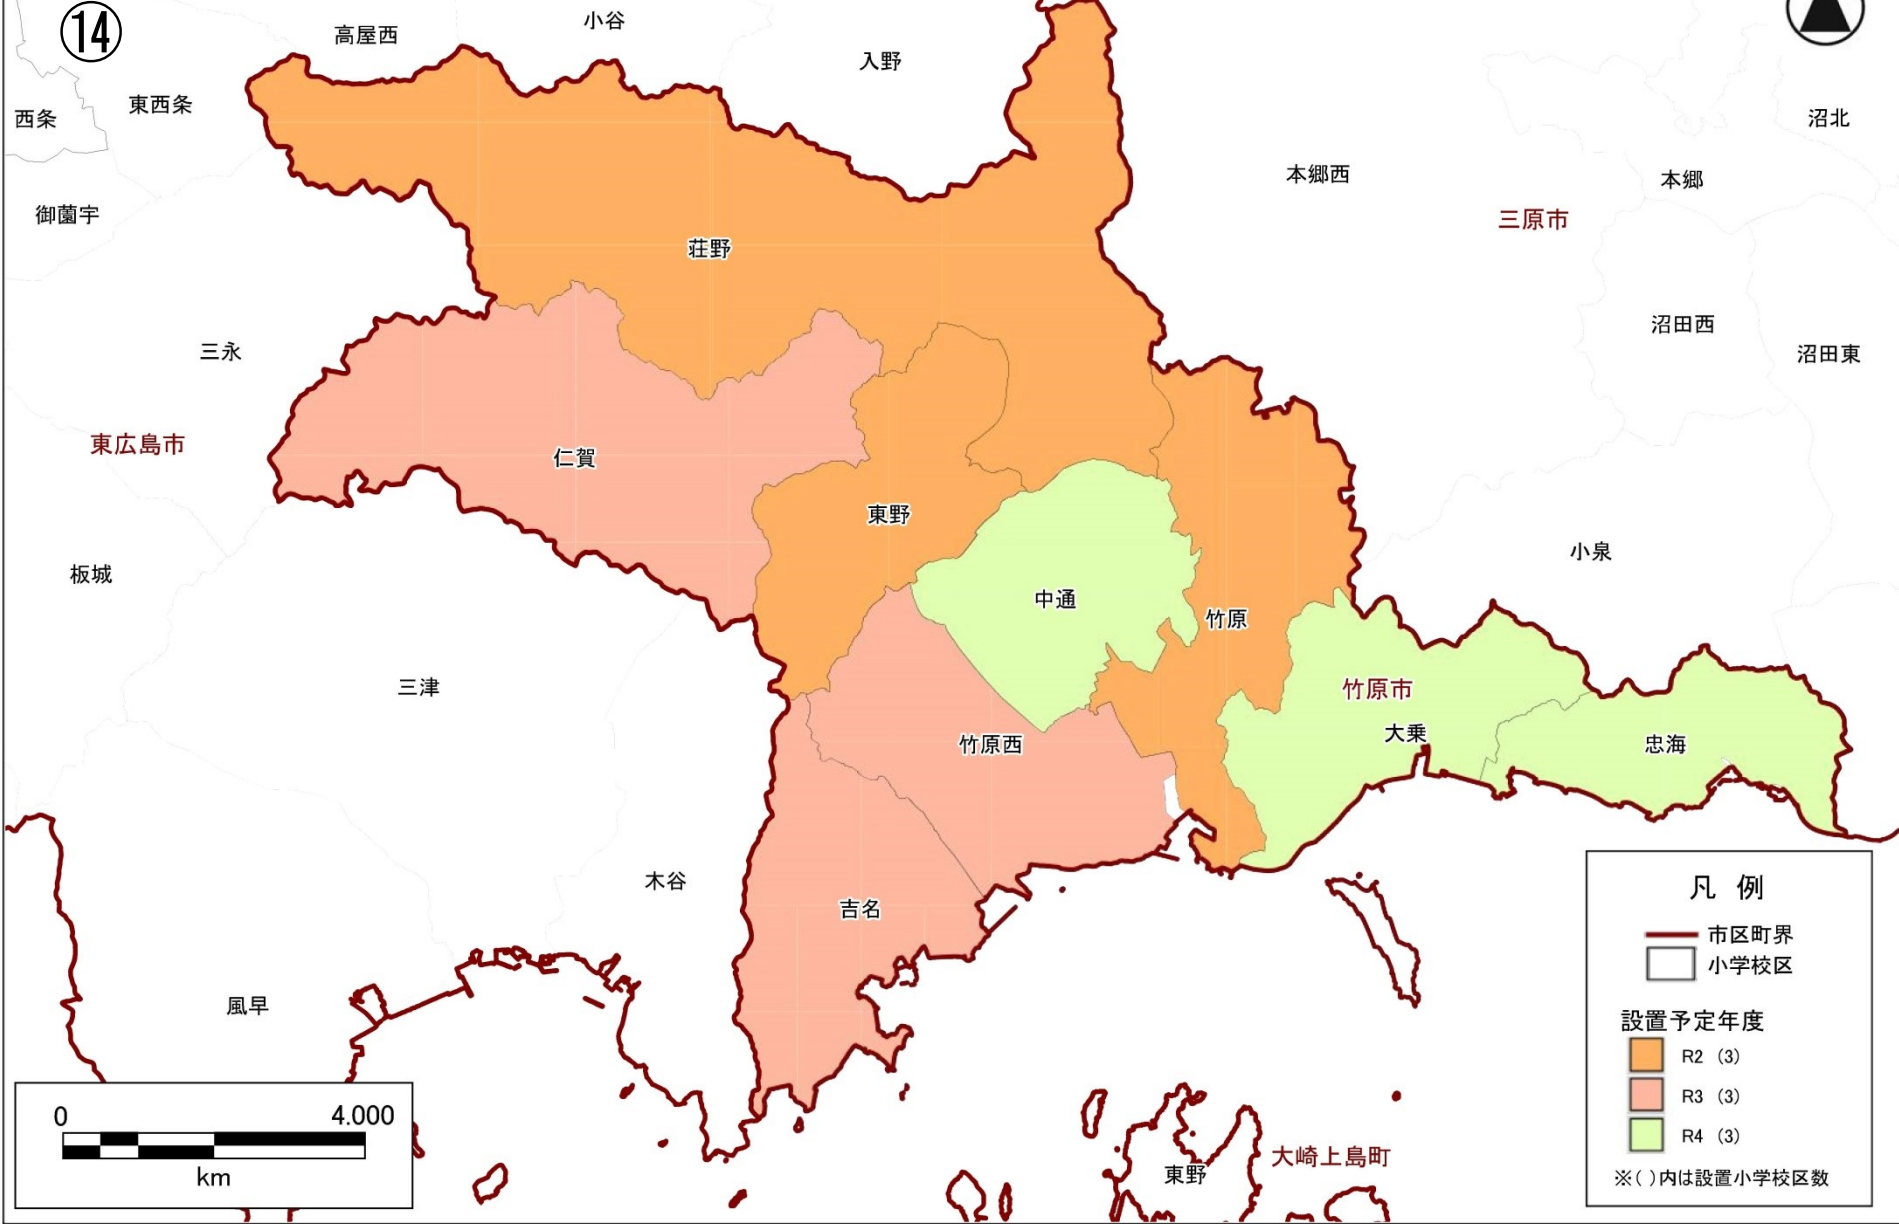 ⑭
高屋西
小谷
入野
西条
東西条
沼北
本郷西
本郷
御薗宇
三原市
荘野
沼田西
沼田東
三永
東広島市
仁賀
東野
小泉
板城
中通
竹原
三津
竹原市
大乗
竹原西
忠海
木谷
吉名
風早
凡 例
市区町界
小学校区
設置予定年度
R2 (3)
R3 (3)
R4 (3)
※( )内は設置小学校区数
0 4.000
km
大崎上島町
東野